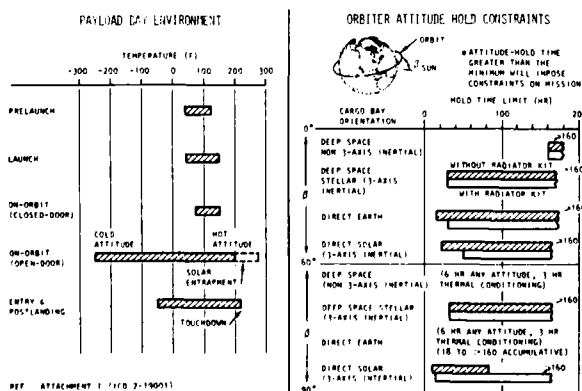 PAYLOAD BAY ENVIRONMENT
TEMPERATURE (F)
-300 -200 -100 0 100 200 300
PRELAUNCH
LAUNCH
ON-ORBIT
(CLOSED-DOOR)
COLD
ATTITUDE
HOT
ATTITUDE
ON-ORBIT
(OPEN-DOOR)
SOLAR
ENTRAPMENT
ENTRY &
POSTLANDING
TOUCHDOWN
REF ATTACHMENT 1 (ICD 2-19001)
ORBITER ATTITUDE HOLD CONSTRAINTS
ORBIT
β
SUN
*ATTITUDE-HOLD TIME
GREATER THAN THE
MINIMUM WILL IMPOSE
CONSTRAINTS ON MISSION
HOLD TIME LIMIT (HR)
CARGO BAY
ORIENTATION
0 100 20
0°
DEEP SPACE
NON 3-AXIS INERTIAL)
>160
WITHOUT RADIATOR KIT
DEEP SPACE
STELLAR (3-AXIS
INERTIAL)
>160
WITH RADIATOR KIT
β
DIRECT EARTH
>160
DIRECT SOLAR
(3-AXIS INERTIAL)
>160
60°
DEEP SPACE
(NON 3-AXIS INERTIAL)
(6 HR ANY ATTITUDE, 3 HR
THERMAL CONDITIONING)
DEEP SPACE STELLAR
(3-AXIS INERTIAL)
>160
β
DIRECT EARTH
(6 HR ANY ATTITUDE, 3 HR
THERMAL CONDITIONING)
(18 TO >160 ACCUMULATIVE)
DIRECT SOLAR
(3-AXIS INERTIAL)
>160
90°